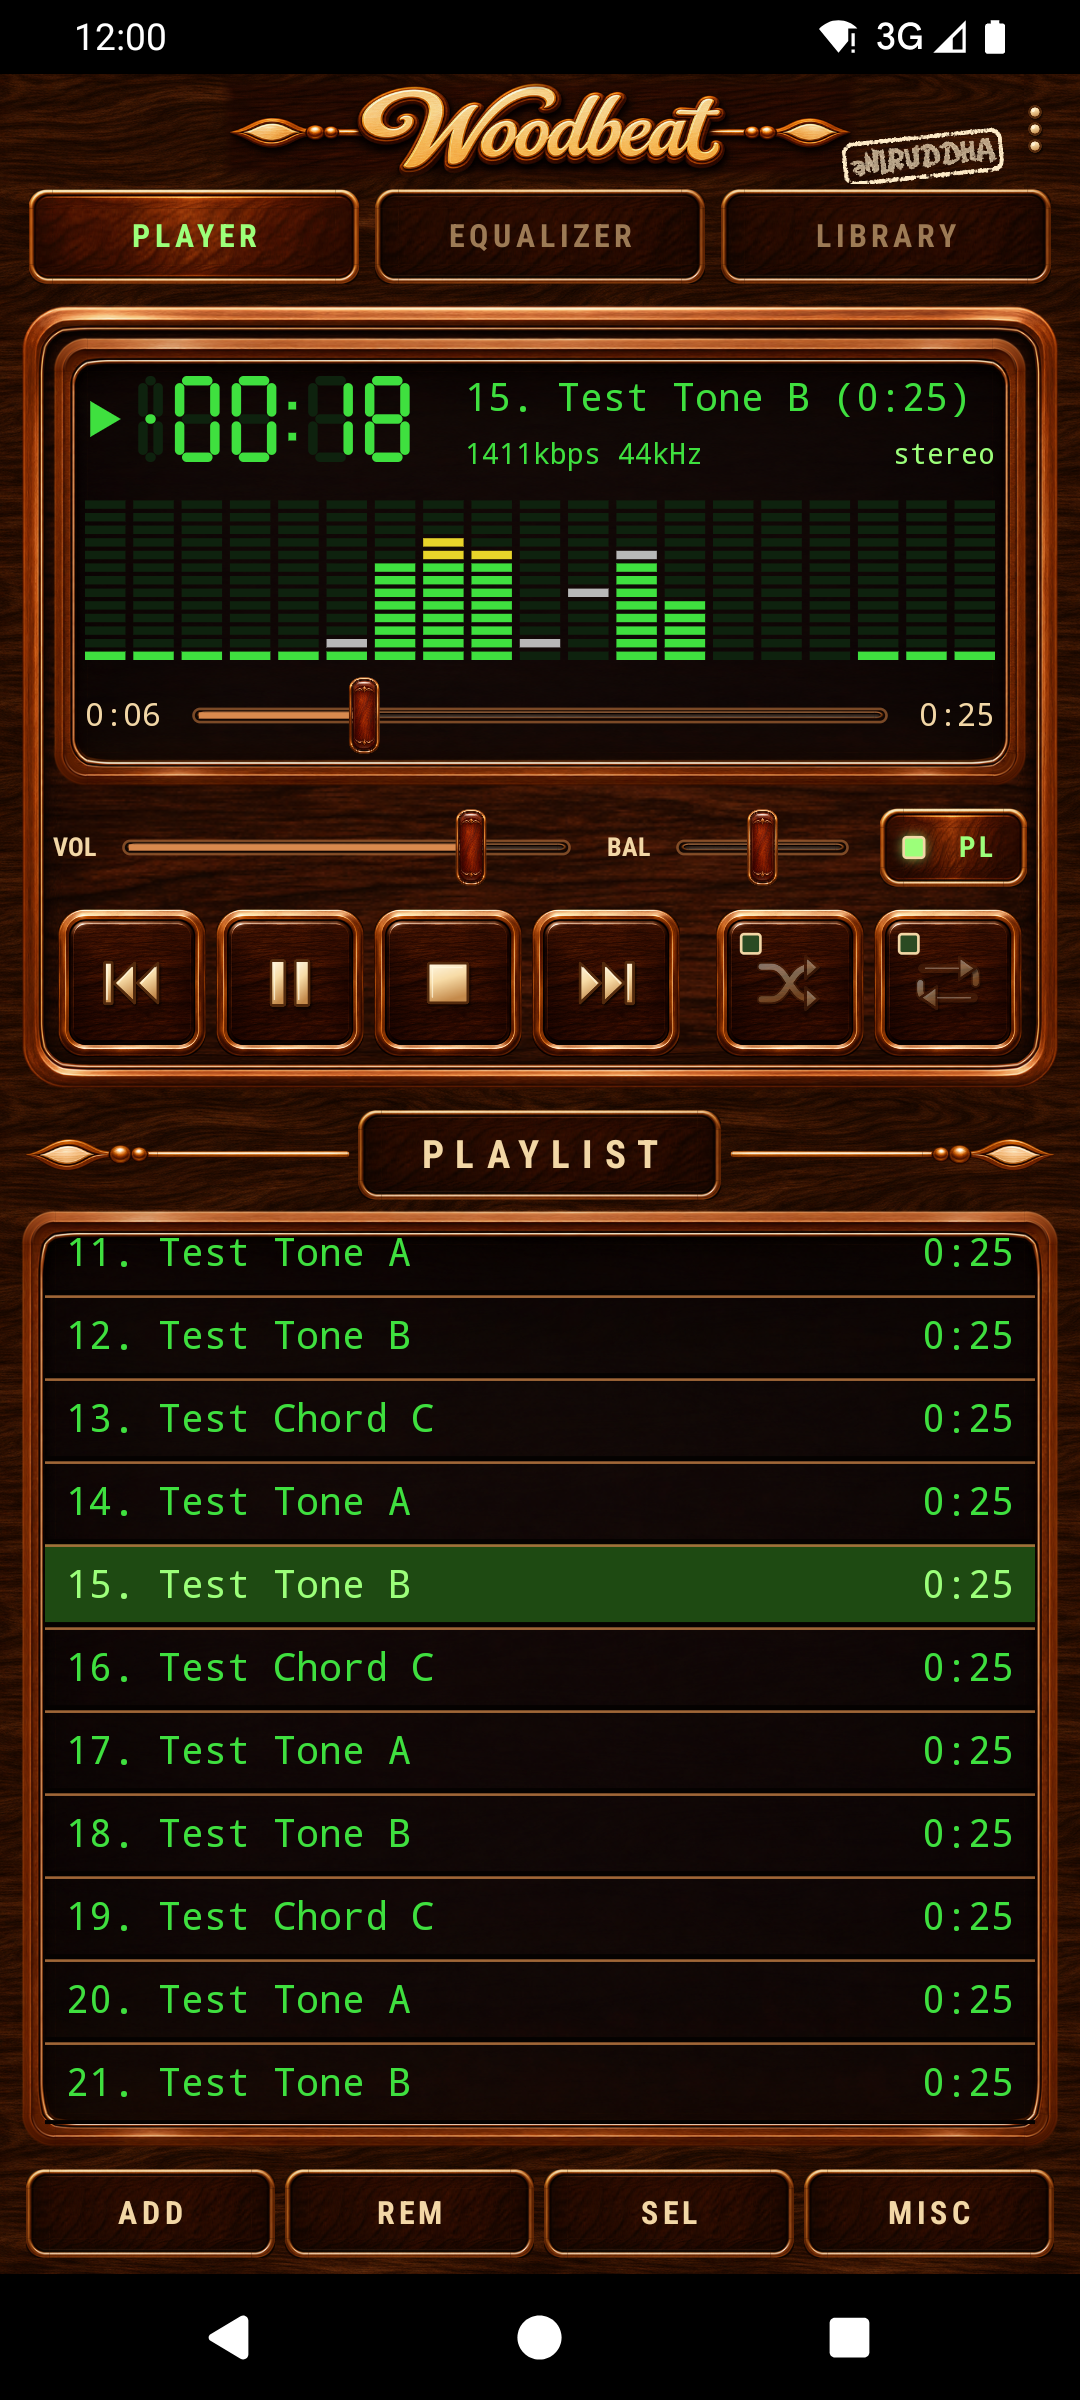 12:00
3G
Woodbeat
aNIRUDDHA
PLAYER EQUALIZER LIBRARY
-00:18
15. Test Tone B (0:25)
1411kbps 44kHz stereo
0:06 0:25
VOL BAL PL
PLAYLIST
11. Test Tone A 0:25
12. Test Tone B 0:25
13. Test Chord C 0:25
14. Test Tone A 0:25
15. Test Tone B 0:25
16. Test Chord C 0:25
17. Test Tone A 0:25
18. Test Tone B 0:25
19. Test Chord C 0:25
20. Test Tone A 0:25
21. Test Tone B 0:25
ADD REM SEL MISC